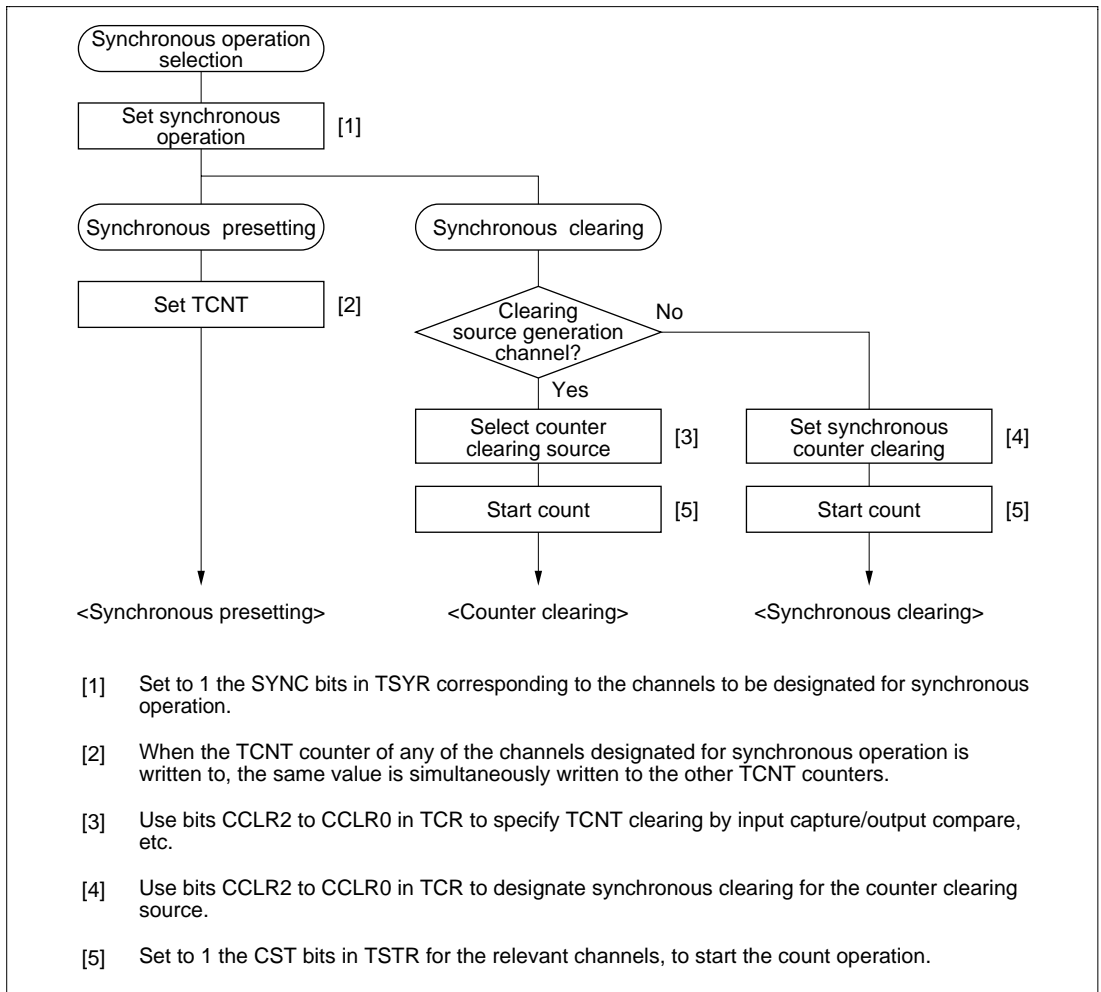 Synchronous operation
selection
Set synchronous
operation
[1]
Synchronous presetting
Synchronous clearing
Set TCNT
[2]
Clearing
source generation
channel?
No
Yes
Select counter
clearing source
[3]
Set synchronous
counter clearing
[4]
Start count
[5]
Start count
[5]
<Synchronous presetting>
<Counter clearing>
<Synchronous clearing>
[1] Set to 1 the SYNC bits in TSYR corresponding to the channels to be designated for synchronous
operation.
[2] When the TCNT counter of any of the channels designated for synchronous operation is
written to, the same value is simultaneously written to the other TCNT counters.
[3] Use bits CCLR2 to CCLR0 in TCR to specify TCNT clearing by input capture/output compare,
etc.
[4] Use bits CCLR2 to CCLR0 in TCR to designate synchronous clearing for the counter clearing
source.
[5] Set to 1 the CST bits in TSTR for the relevant channels, to start the count operation.